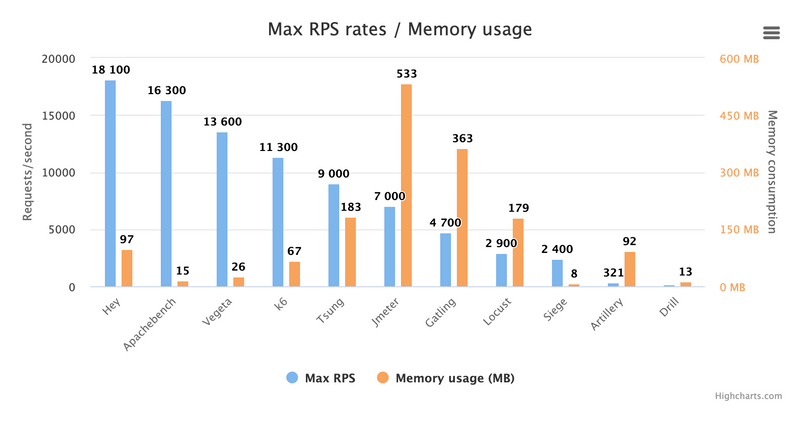 Max RPS rates / Memory usage
Requests/second
20000
15000
10000
5000
0
600 MB
450 MB
300 MB
150 MB
0 MB
Memory consumption
18 100
97
16 300
15
13 600
26
11 300
67
9 000
183
7 000
533
4 700
363
2 900
179
2 400
8
321
92
13
Hey
Apachebench
Vegeta
k6
Tsung
Jmeter
Gatling
Locust
Siege
Artillery
Drill
Max RPS
Memory usage (MB)
Highcharts.com